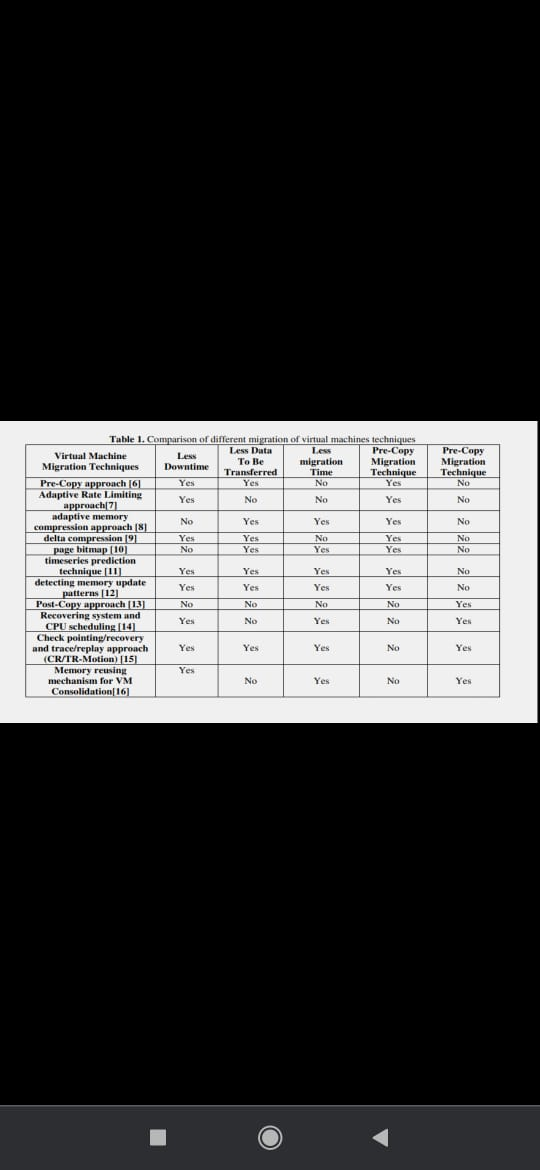 Table 1. Comparison of different migration of virtual machines techniques
Virtual Machine Migration Techniques | Less Downtime | Less Data To Be Transferred | Less migration Time | Pre-Copy Migration Technique | Pre-Copy Migration Technique
Pre-Copy approach [6] | Yes | Yes | No | Yes | No
Adaptive Rate Limiting approach[7] | Yes | No | No | Yes | No
adaptive memory compression approach [8] | No | Yes | Yes | Yes | No
delta compression [9] | Yes | Yes | No | Yes | No
page bitmap [10] | No | Yes | Yes | Yes | No
timeseries prediction technique [11] | Yes | Yes | Yes | Yes | No
detecting memory update patterns [12] | Yes | Yes | Yes | Yes | No
Post-Copy approach [13] | No | No | No | No | Yes
Recovering system and CPU scheduling [14] | Yes | No | Yes | No | Yes
Check pointing/recovery and trace/replay approach (CR/TR-Motion) [15] | Yes | Yes | Yes | No | Yes
Memory reusing mechanism for VM Consolidation[16] | Yes | No | Yes | No | Yes